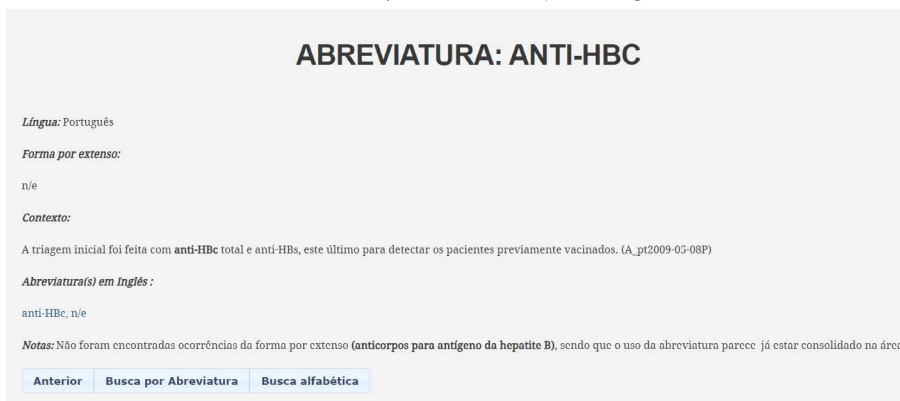 ABREVIATURA: ANTI-HBC
Língua: Português
Forma por extenso:
n/e
Contexto:
A triagem inicial foi feita com anti-HBc total e anti-HBs, este último para detectar os pacientes previamente vacinados. (A_pt2009-05-08P)
Abreviatura(s) em Inglês :
anti-HBc, n/e
Notas: Não foram encontradas ocorrências da forma por extenso (anticorpos para antígeno da hepatite B), sendo que o uso da abreviatura parece já estar consolidado na área
Anterior Busca por Abreviatura Busca alfabética